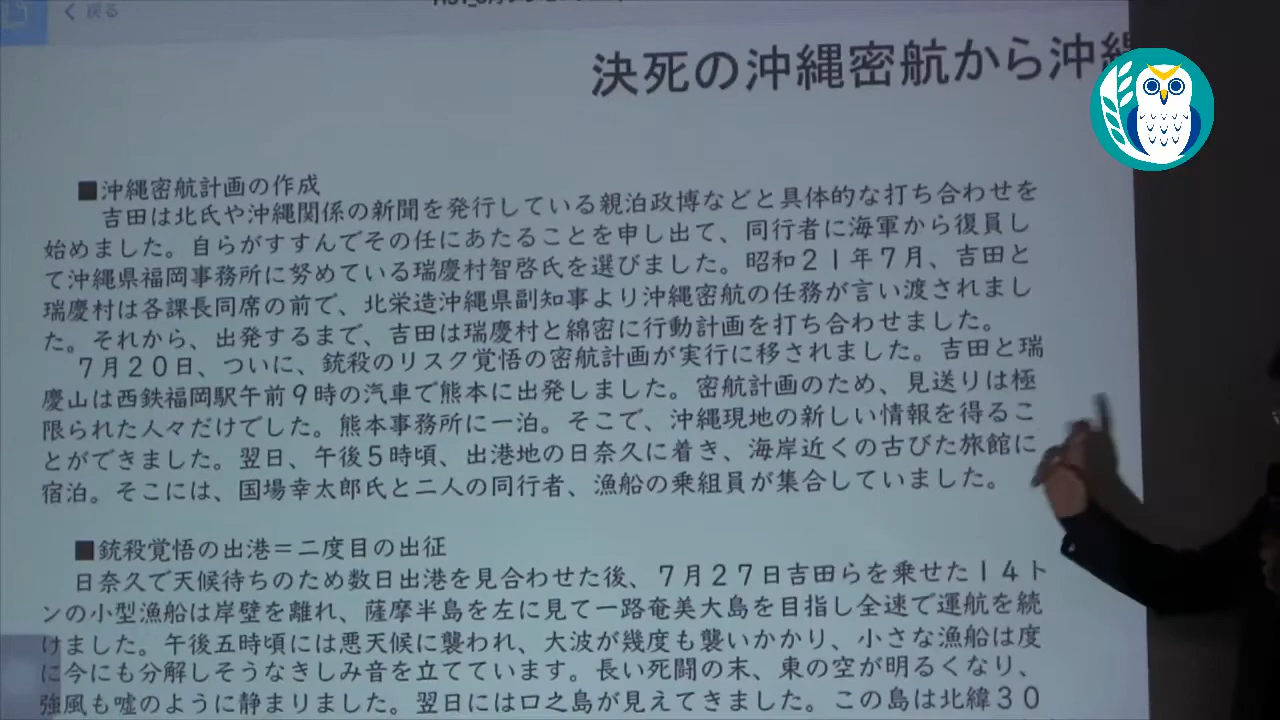 戻る
決死の沖縄密航から沖縄
■沖縄密航計画の作成
吉田は北氏や沖縄関係の新聞を発行している親泊政博などと具体的な打ち合わせを
始めました。自らがすすんでその任にあたることを申し出て、同行者に海軍から復員し
て沖縄県福岡事務所に努めている瑞慶村智啓氏を選びました。昭和２１年７月、吉田と
瑞慶村は各課長同席の前で、北栄造沖縄県副知事より沖縄密航の任務が言い渡されまし
た。それから、出発するまで、吉田は瑞慶村と綿密に行動計画を打ち合わせました。
７月２０日、ついに、銃殺のリスク覚悟の密航計画が実行に移されました。吉田と瑞
慶山は西鉄福岡駅午前９時の汽車で熊本に出発しました。密航計画のため、見送りは極
限られた人々だけでした。熊本事務所に一泊。そこで、沖縄現地の新しい情報を得るこ
とができました。翌日、午後５時頃、出港地の日奈久に着き、海岸近くの古びた旅館に
宿泊。そこには、国場幸太郎氏と二人の同行者、漁船の乗組員が集合していました。
■銃殺覚悟の出港＝二度目の出征
日奈久で天候待ちのため数日出港を見合わせた後、７月２７日吉田らを乗せた１４ト
ンの小型漁船は岸壁を離れ、薩摩半島を左に見て一路奄美大島を目指し全速で運航を続
けました。午後五時頃には悪天候に襲われ、大波が幾度も襲いかかり、小さな漁船は度
に今にも分解しそうなきしみ音を立てています。長い死闘の末、東の空が明るくなり、
強風も嘘のように静まりました。翌日には口之島が見えてきました。この島は北緯３０